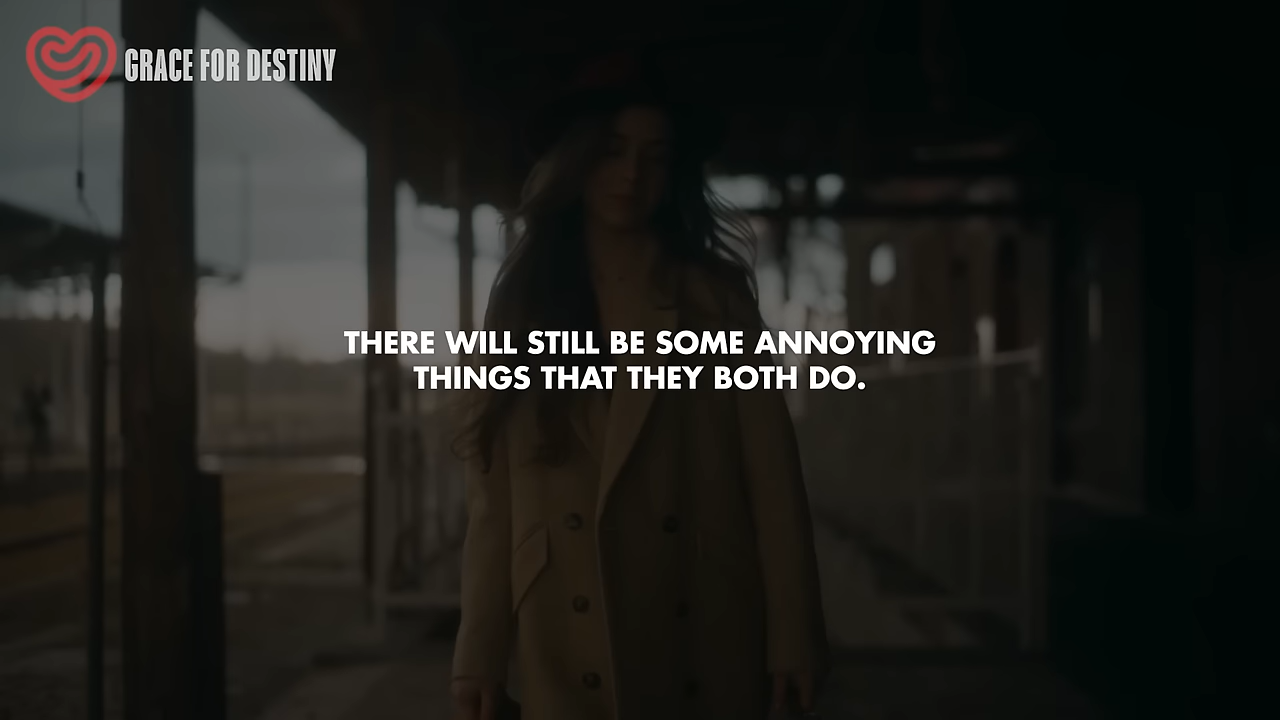 GRACE FOR DESTINY
THERE WILL STILL BE SOME ANNOYING
THINGS THAT THEY BOTH DO.